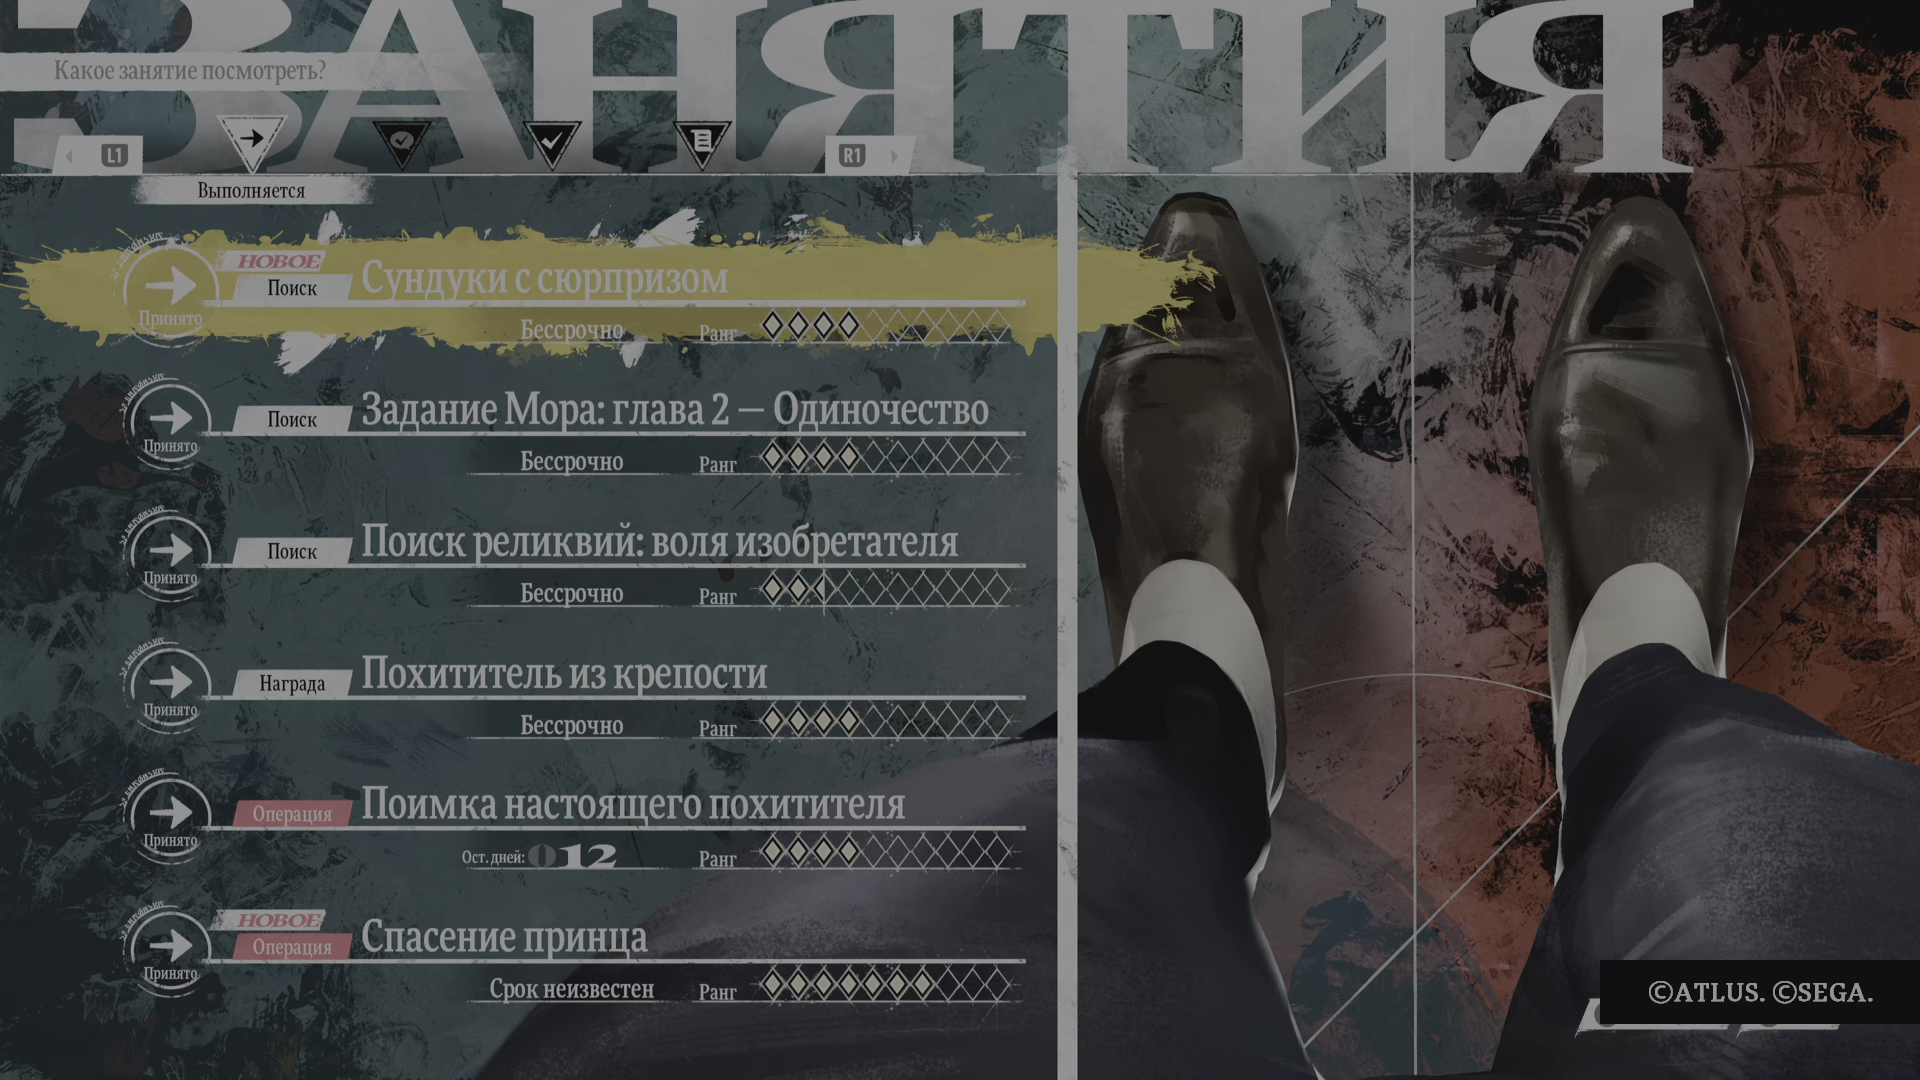 ЗАНЯТИЯ
Какое занятие посмотреть?
L1
R1
Выполняется
НОВОЕ
Поиск
Сундуки с сюрпризом
Принято
Бессрочно
Ранг
Поиск
Задание Мора: глава 2 — Одиночество
Принято
Бессрочно
Ранг
Поиск
Поиск реликвий: воля изобретателя
Принято
Бессрочно
Ранг
Награда
Похититель из крепости
Принято
Бессрочно
Ранг
Операция
Поимка настоящего похитителя
Принято
Ост. дней: 012
Ранг
НОВОЕ
Операция
Спасение принца
Принято
Срок неизвестен
Ранг
©ATLUS. ©SEGA.